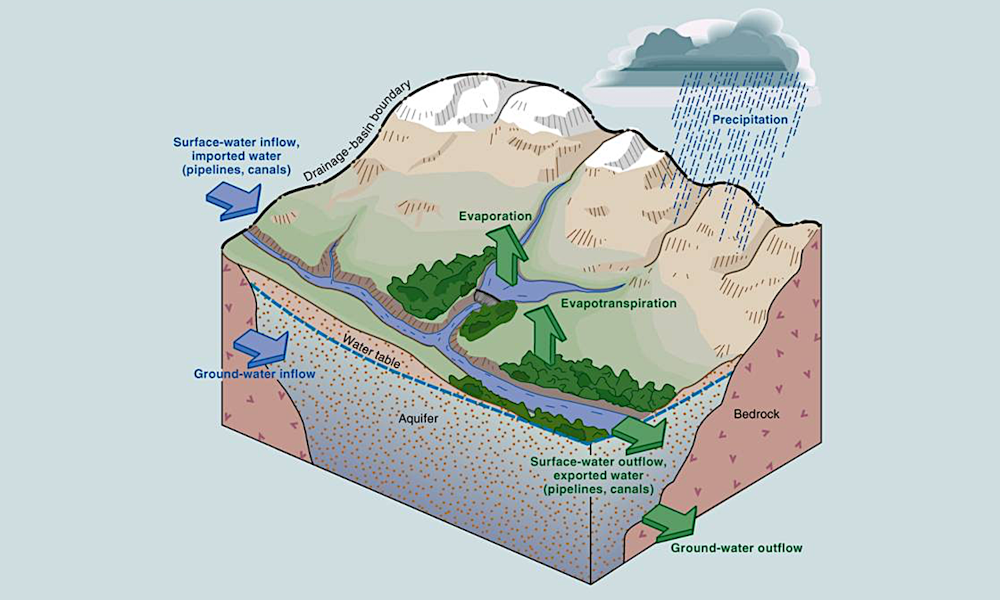 Precipitation
Drainage-basin boundary
Surface-water inflow,
imported water
(pipelines, canals)
Evaporation
Evapotranspiration
Water table
Ground-water inflow
Aquifer
Bedrock
Surface-water outflow,
exported water
(pipelines, canals)
Ground-water outflow